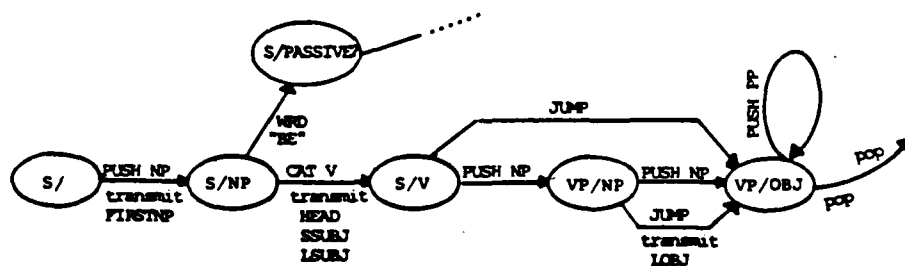 S/PASSIVE
WRD
"BE"
JUMP
PUSH PP
S/
PUSH NP
transmit
FIRSTNP
S/NP
CAT V
transmit
HEAD
SSUBJ
LSUBJ
S/V
PUSH NP
VP/NP
PUSH NP
JUMP
transmit
LOBJ
VP/OBJ
pop
pop